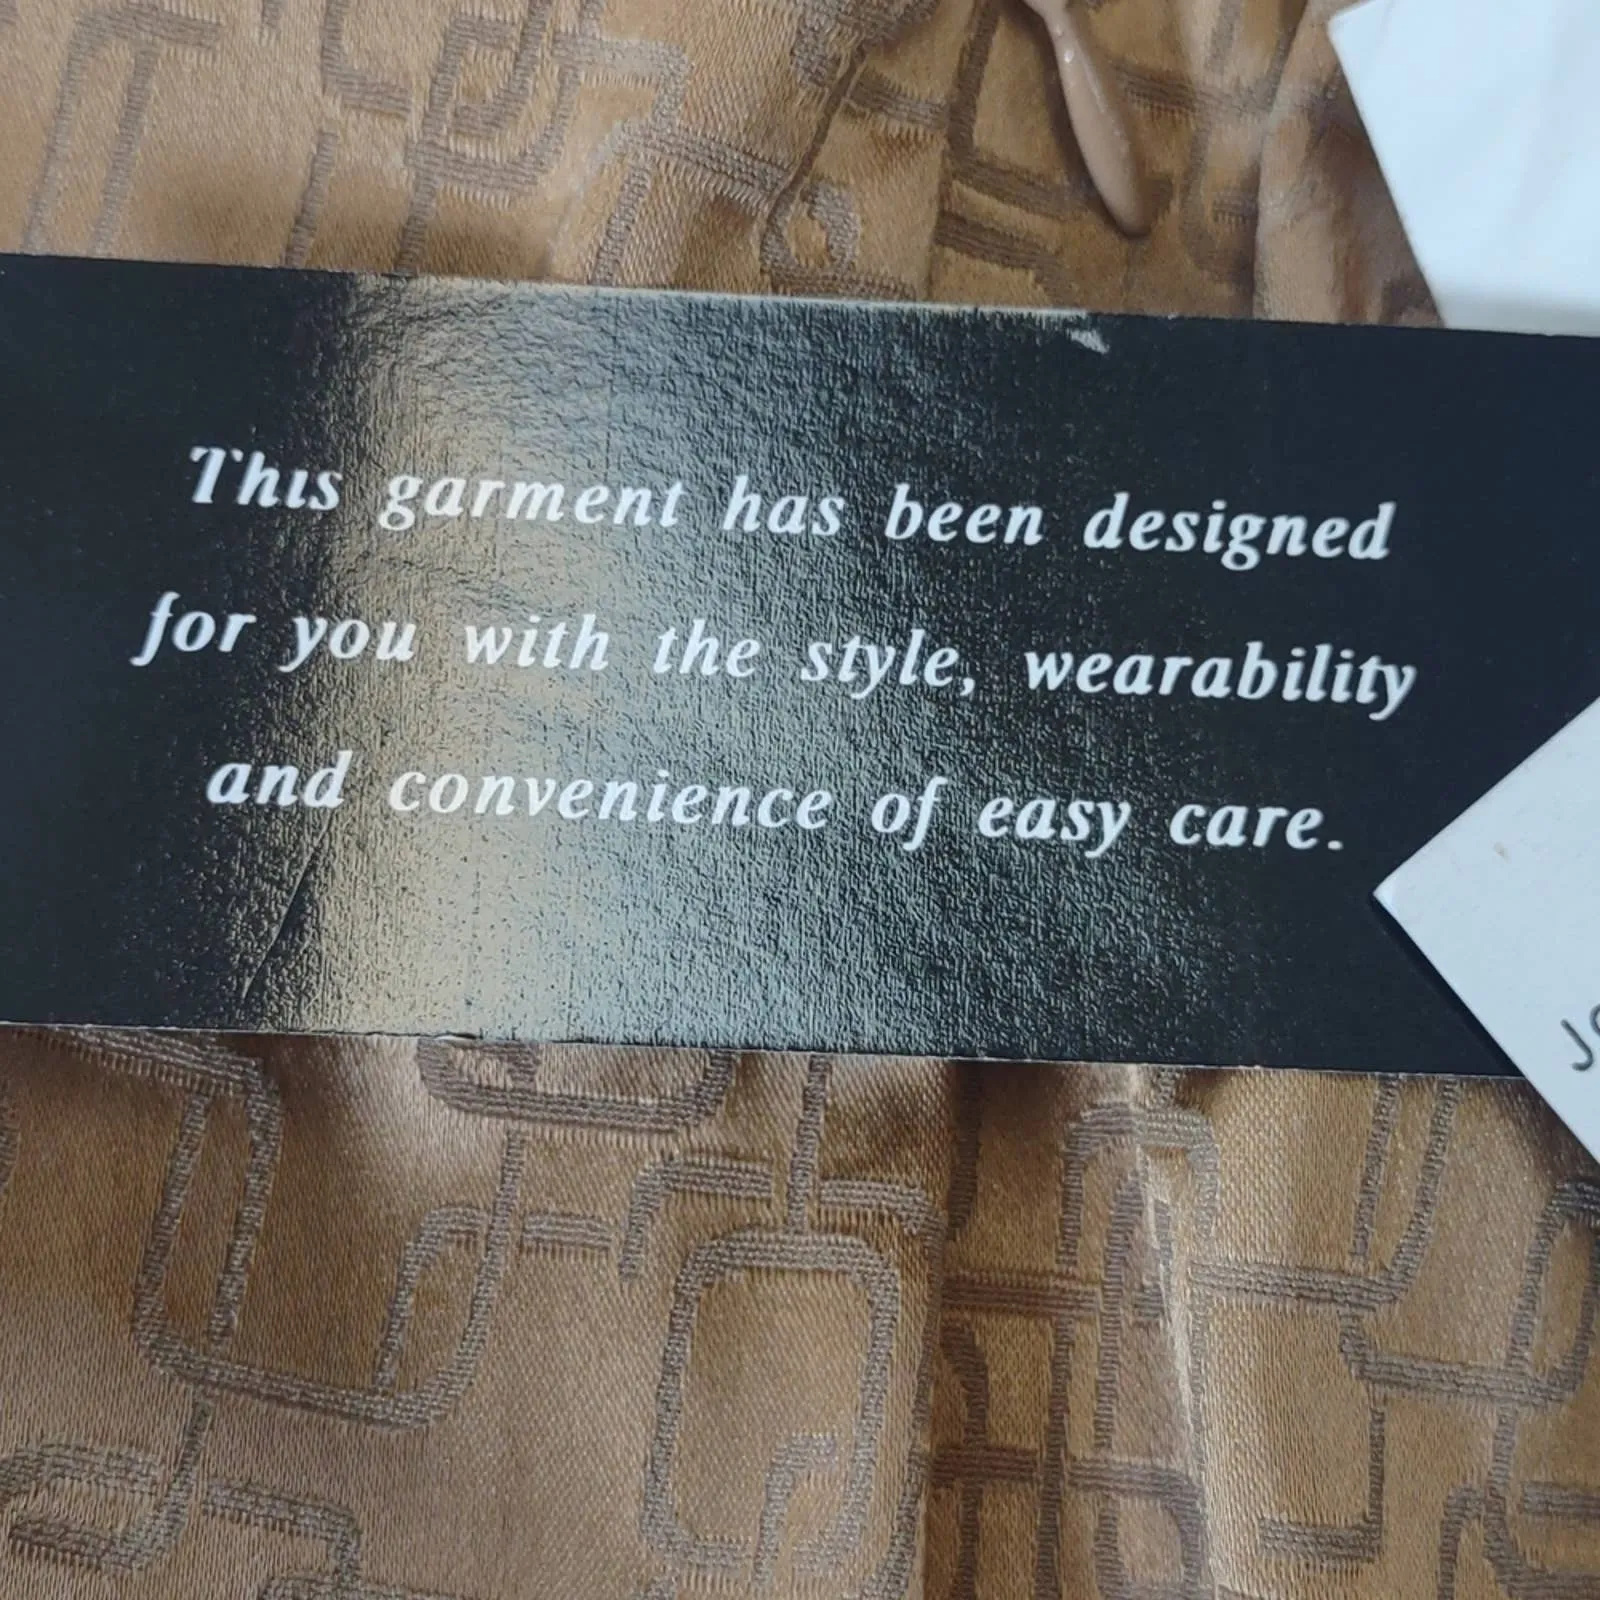 This garment has been designed
for you with the style, wearability
and convenience of easy care.